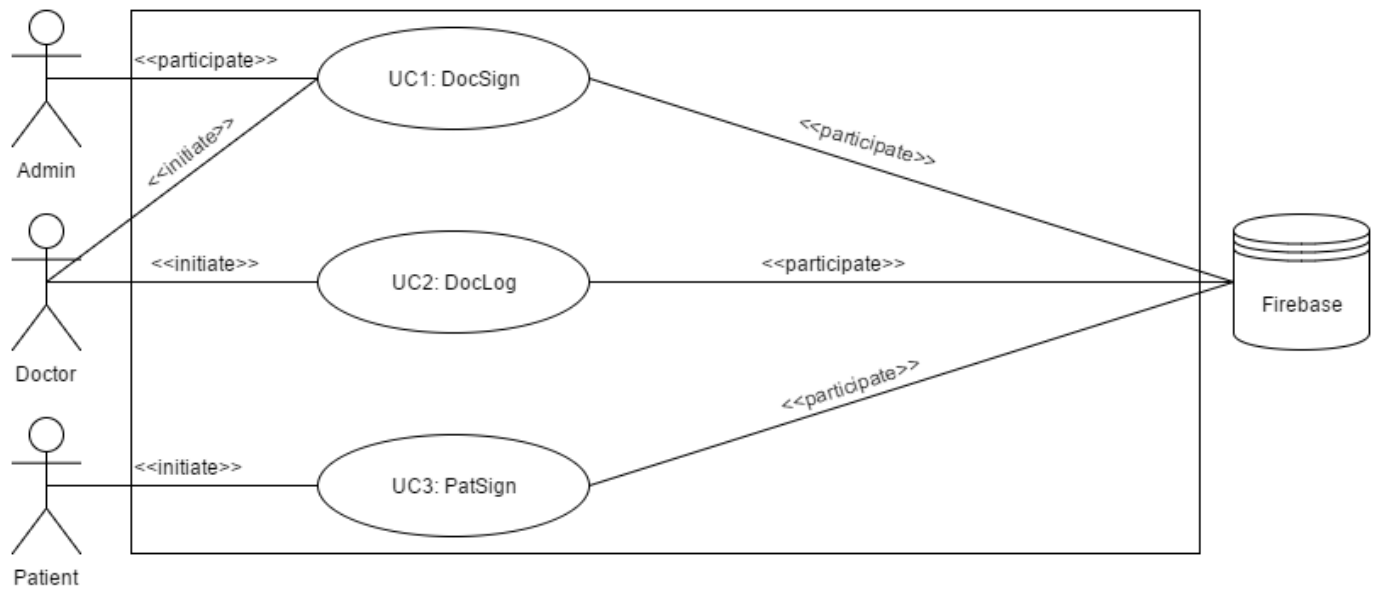 <<participate>>
UC1: DocSign
<<initiate>>
<<participate>>
Admin
<<initiate>>
UC2: DocLog
<<participate>>
Firebase
Doctor
<<participate>>
<<initiate>>
UC3: PatSign
Patient